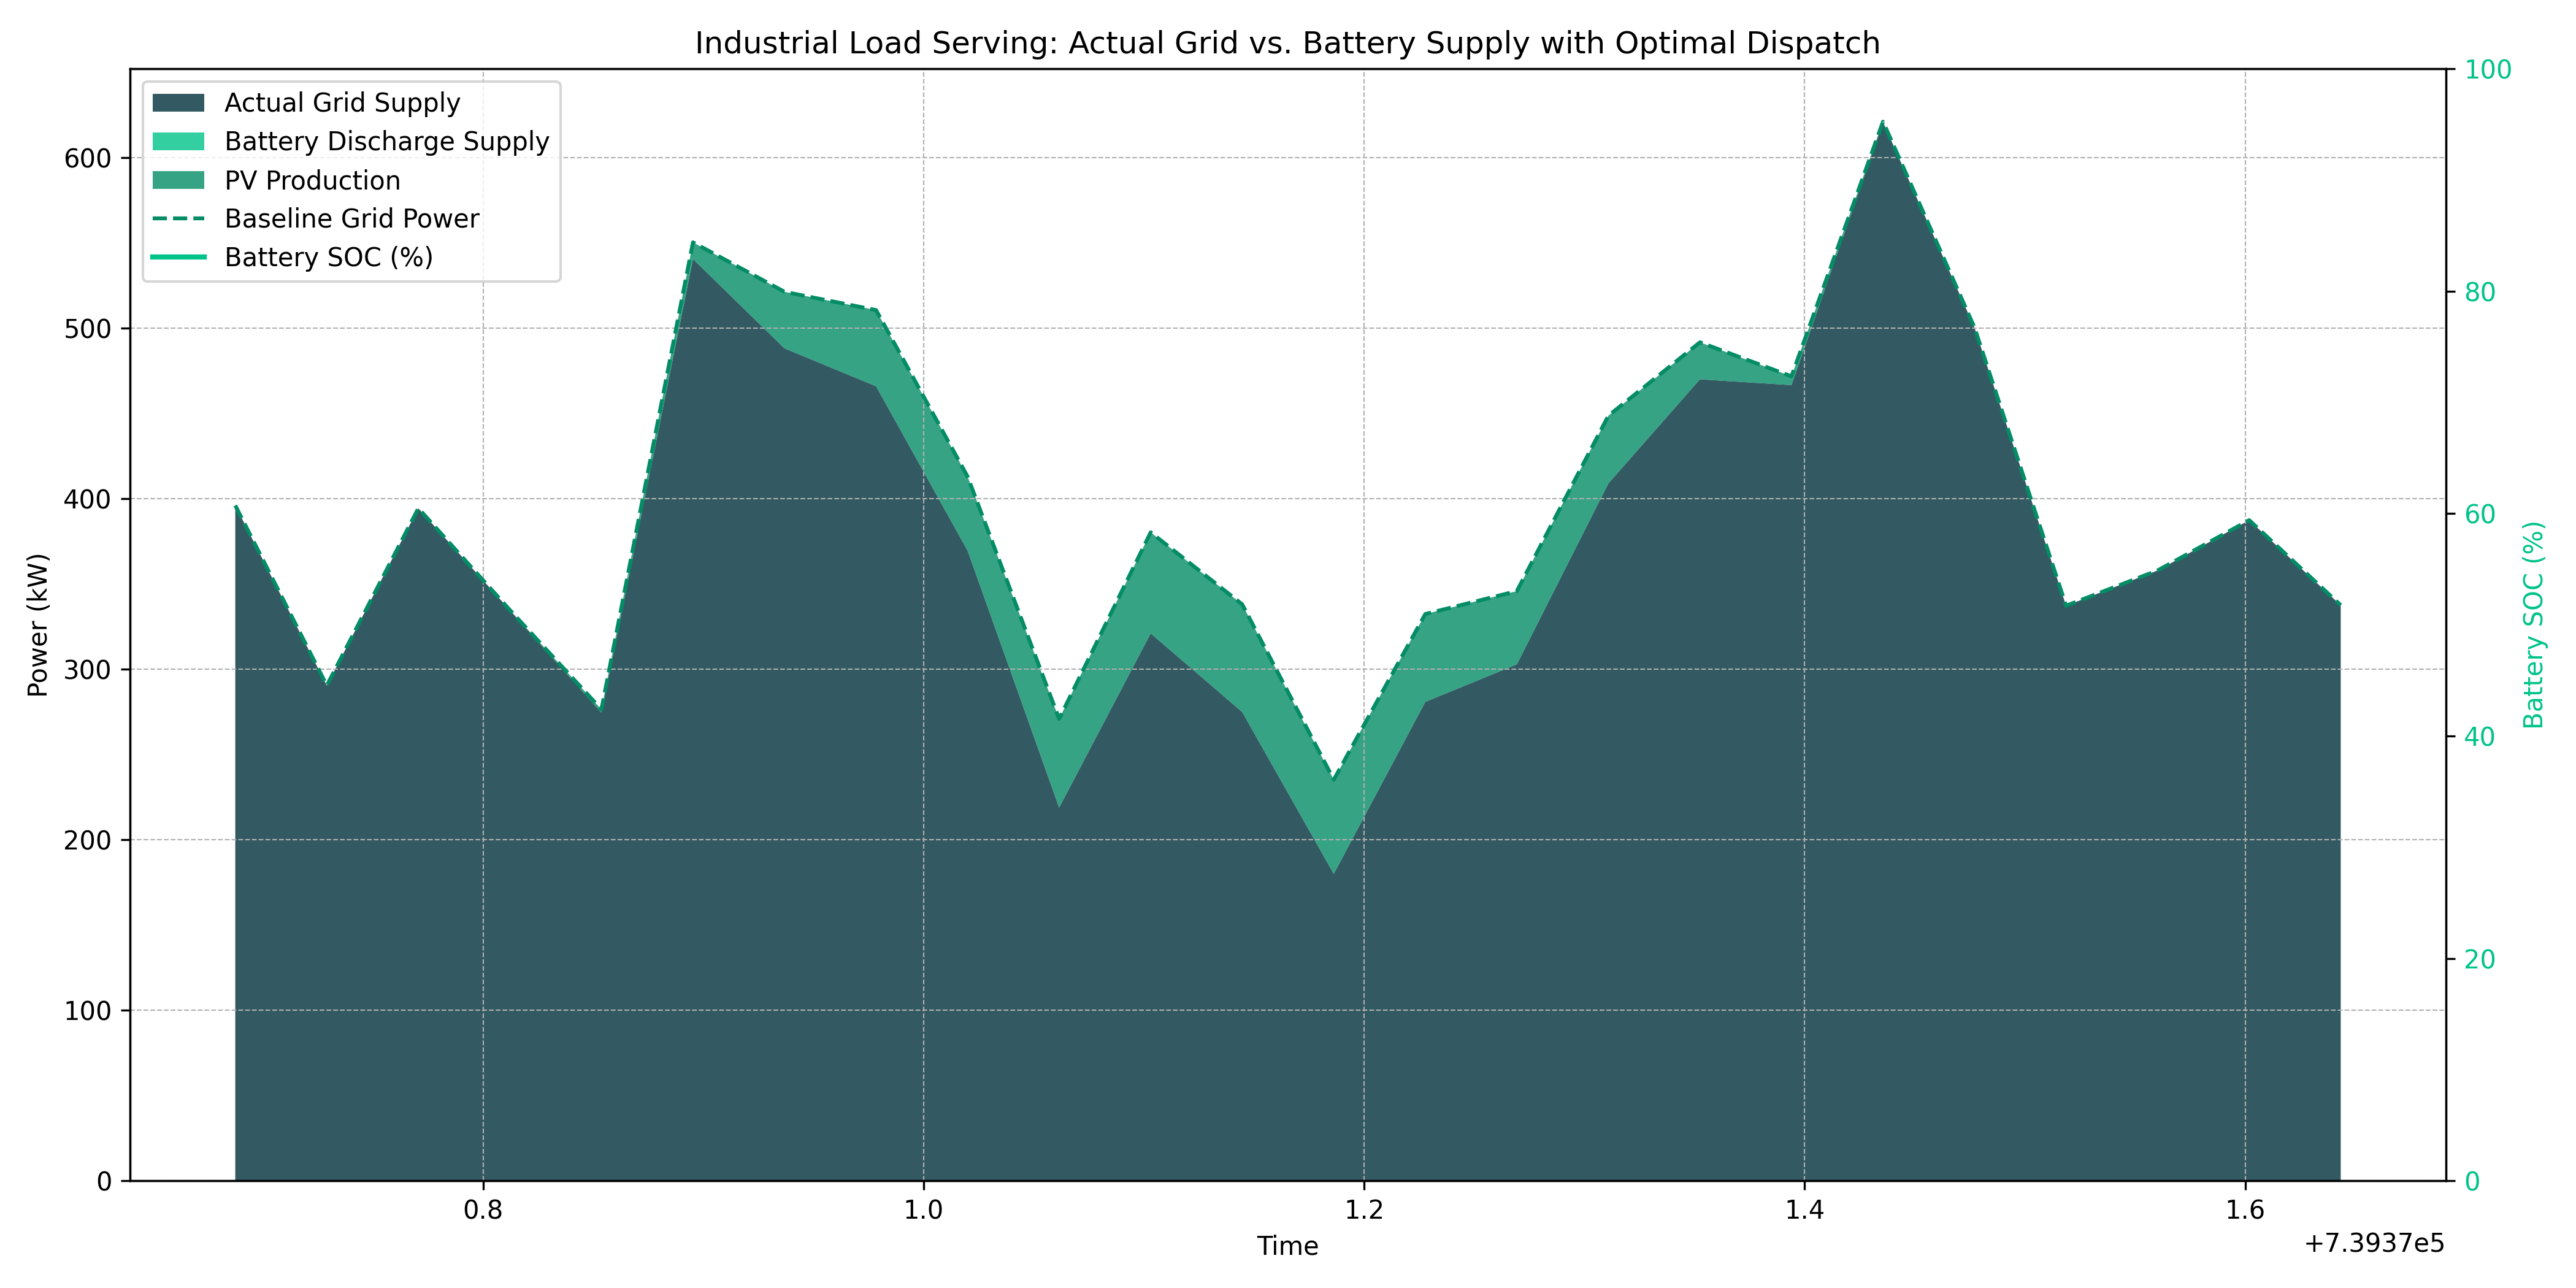 Industrial Load Serving: Actual Grid vs. Battery Supply with Optimal Dispatch
Actual Grid Supply
Battery Discharge Supply
PV Production
Baseline Grid Power
Battery SOC (%)
600
500
400
300
200
100
0
Power (kW)
100
80
60
40
20
0
Battery SOC (%)
0.8
1.0
1.2
1.4
1.6
Time
+7.3937e5